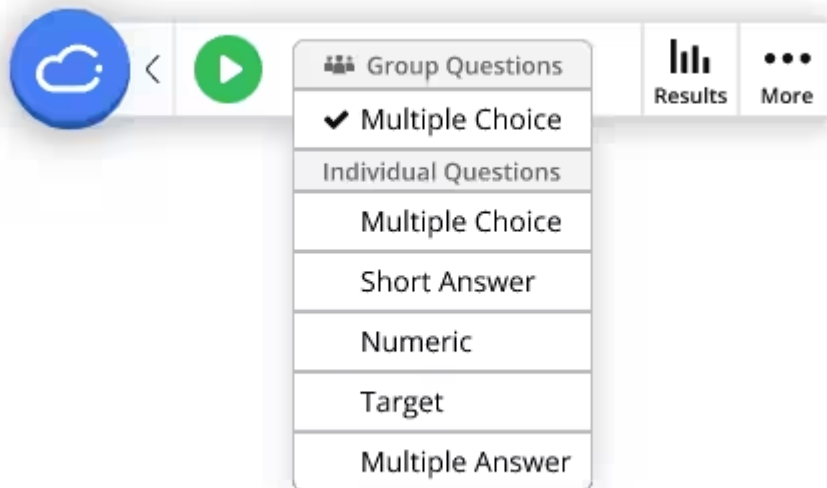 Group Questions
Multiple Choice
Individual Questions
Multiple Choice
Short Answer
Numeric
Target
Multiple Answer
Results
More